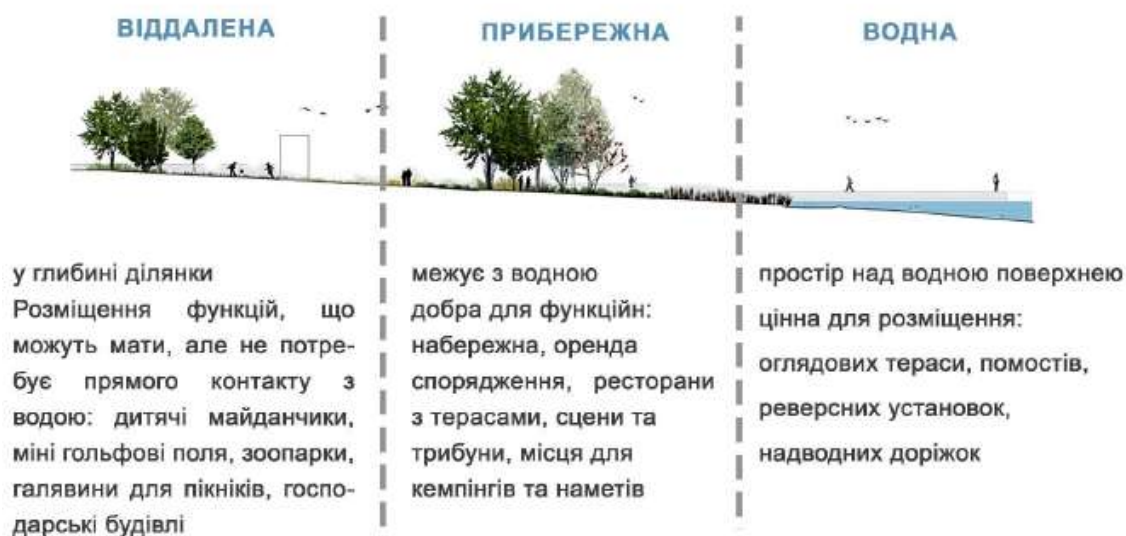 ВІДДАЛЕНА
у глибині ділянки
Розміщення функцій, що
можуть мати, але не потре-
бує прямого контакту з
водою: дитячі майданчики,
міні гольфові поля, зоопарки,
галявини для пікніків, госпо-
дарські будівлі
ПРИБЕРЕЖНА
межує з водною
добра для функційн:
набережна, оренда
спорядження, ресторани
з терасами, сцени та
трибуни, місця для
кемпінгів та наметів
ВОДНА
простір над водною поверхнею
цінна для розміщення:
оглядових тераси, помостів,
реверсних установок,
надводних доріжок